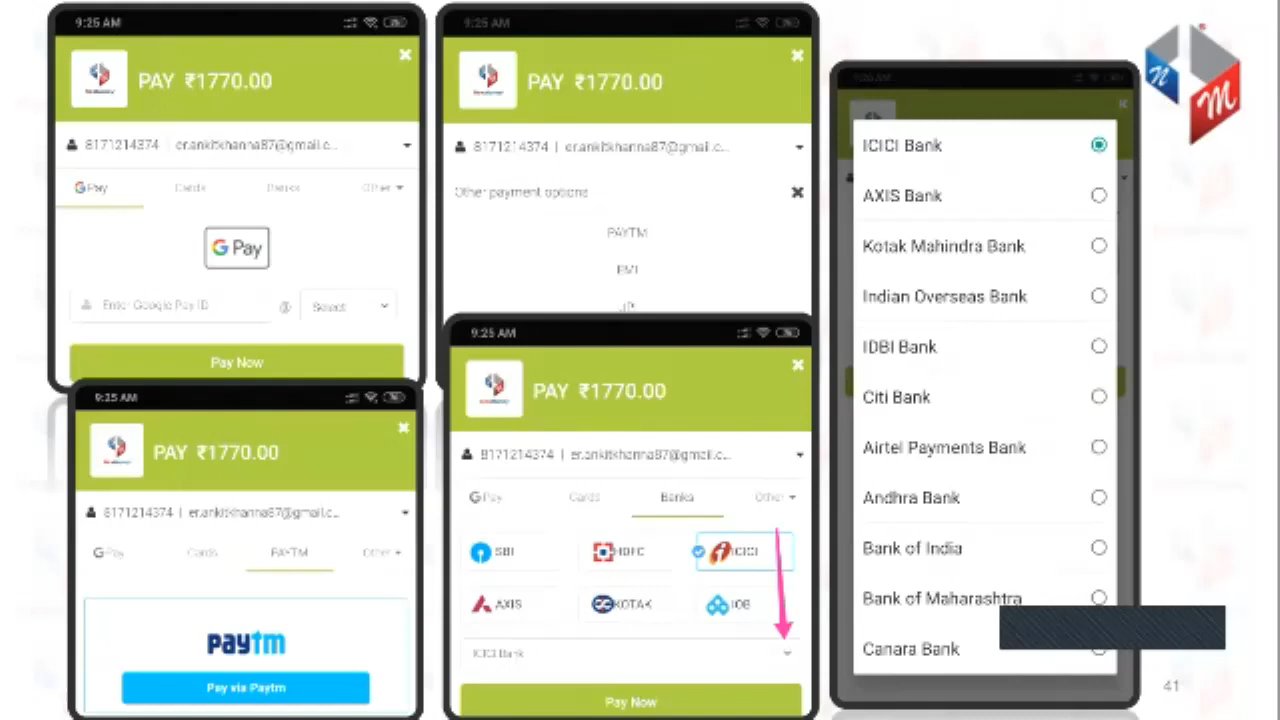 9:25 AM
PAY ₹1770.00
8171214374 | er.ankitkhanna87@gmail.c...
G Pay Cards Banks Other
G Pay
Enter Google Pay ID @ Select
Pay Now
9:25 AM
PAY ₹1770.00
8171214374 | er.ankitkhanna87@gmail.c...
Other payment options
PAYTM
EMI
9:25 AM
PAY ₹1770.00
8171214374 | er.ankitkhanna87@gmail.c...
G Pay Cards PAYTM Other
paytm
Pay via Paytm
9:25 AM
PAY ₹1770.00
8171214374 | er.ankitkhanna87@gmail.c...
G Pay Cards Banks Other
SBI HDFC ICICI
AXIS KOTAK IOB
ICICI Bank
Pay Now
ICICI Bank
AXIS Bank
Kotak Mahindra Bank
Indian Overseas Bank
IDBI Bank
Citi Bank
Airtel Payments Bank
Andhra Bank
Bank of India
Bank of Maharashtra
Canara Bank
n m
41